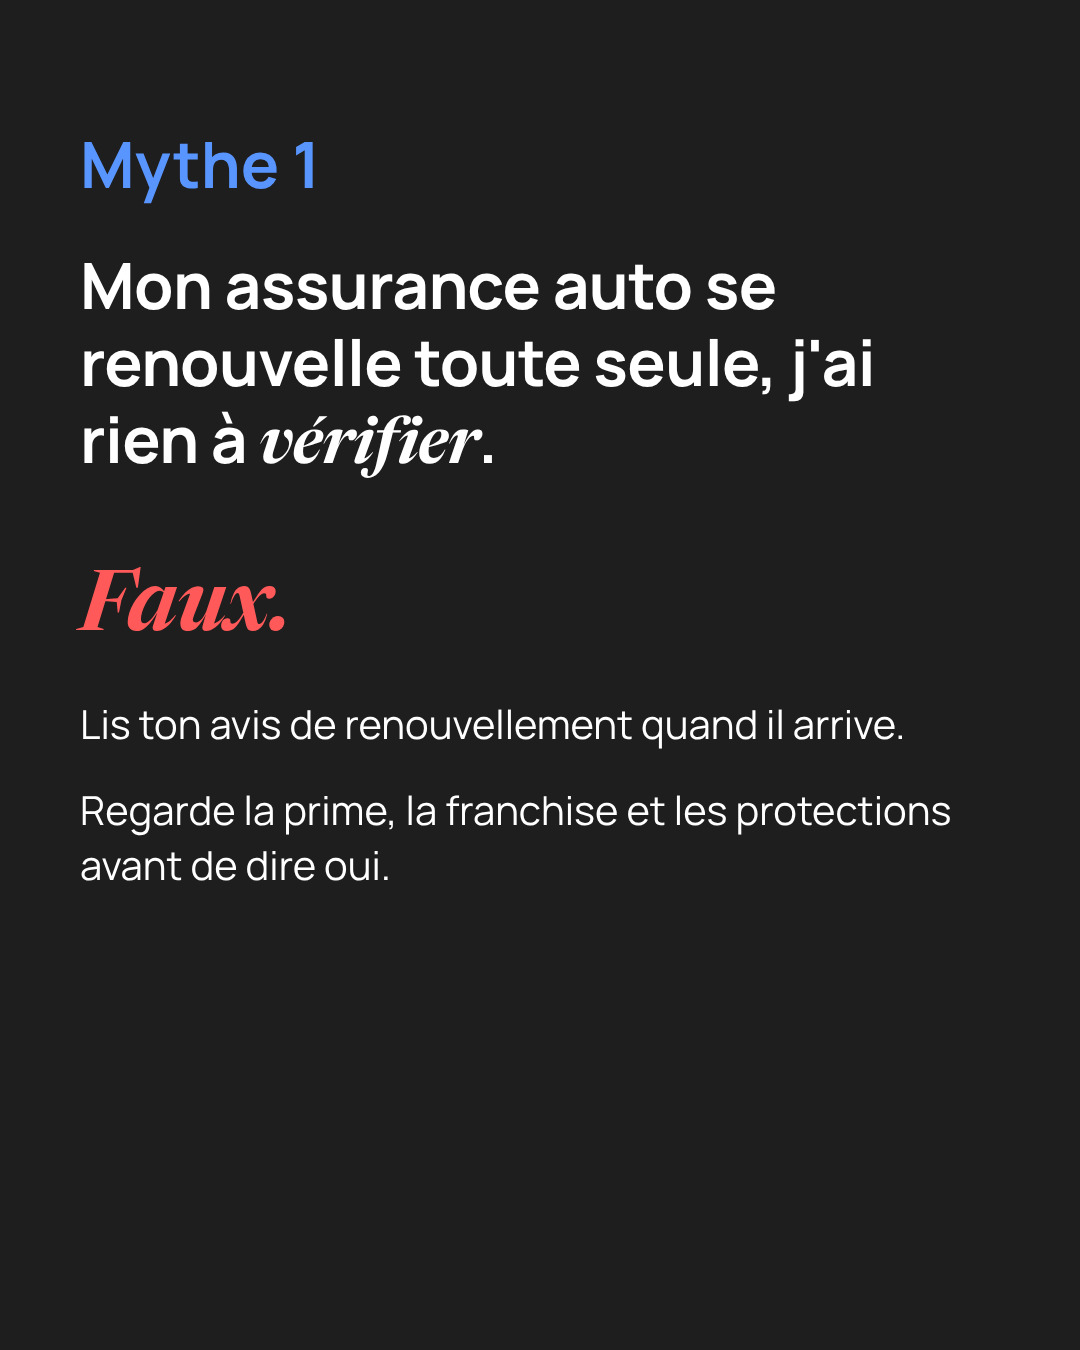 Mythe 1
Mon assurance auto se
renouvelle toute seule, j'ai
rien à vérifier.
Faux.
Lis ton avis de renouvellement quand il arrive.
Regarde la prime, la franchise et les protections
avant de dire oui.